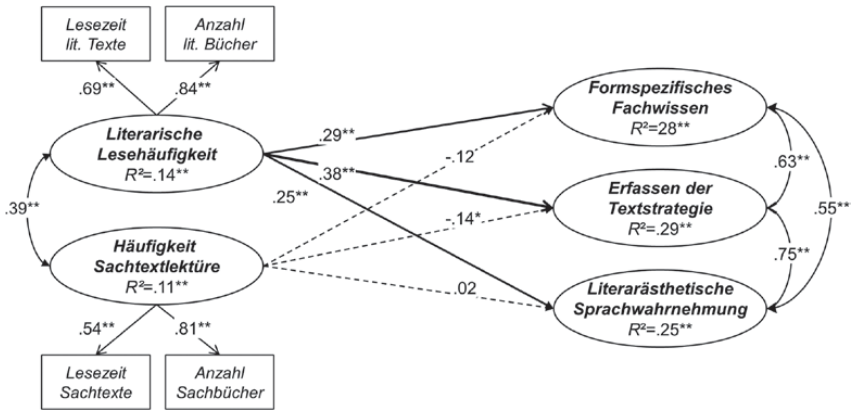 Lesezeit
lit. Texte
Anzahl
lit. Bücher
.69**
.84**
Literarische
Lesehäufigkeit
R²=.14**
.39**
Häufigkeit
Sachtextlektüre
R²=.11**
.54**
.81**
Lesezeit
Sachtexte
Anzahl
Sachbücher
.29**
-.12
.38**
.25**
-.14*
.02
Formspezifisches
Fachwissen
R²=28**
.63**
Erfassen der
Textstrategie
R²=.29**
.55**
.75**
Literarästhetische
Sprachwahrnehmung
R²=.25**